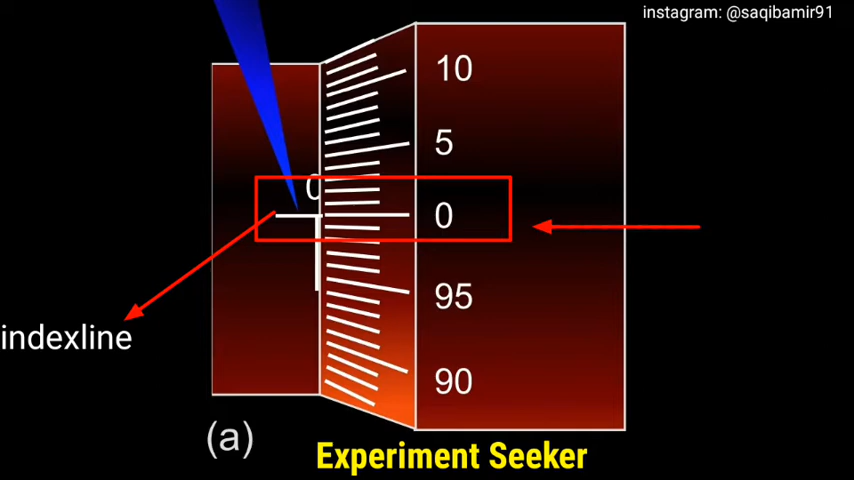 instagram: @saqibamir91
10
5
0
0
95
indexline
90
(a)
Experiment Seeker